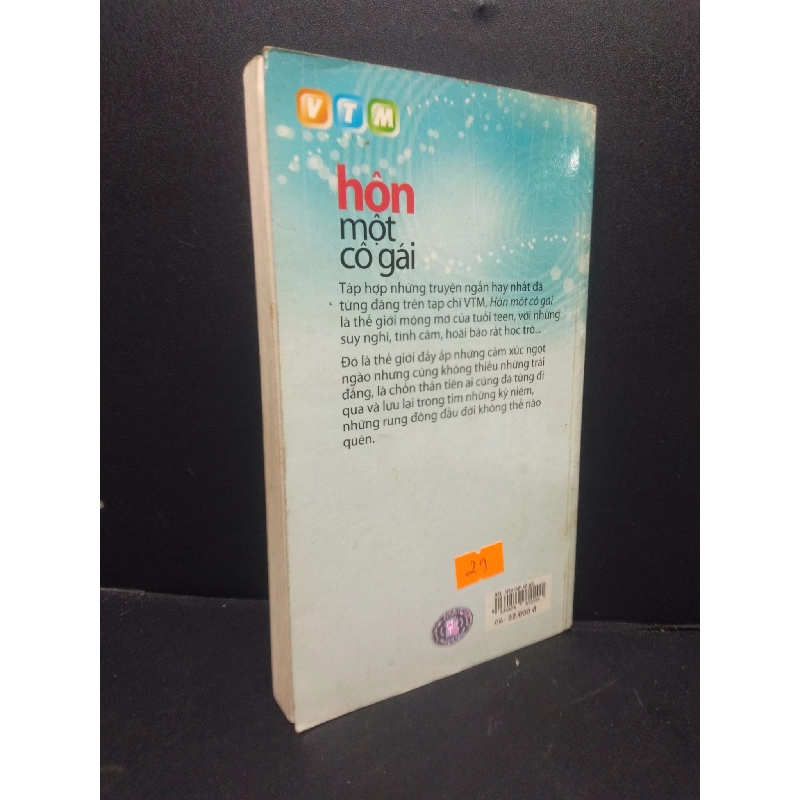 VTM
hôn
một
cô gái
Tập hợp những truyện ngắn hay nhất đã
từng đăng trên tạp chí VTM, Hôn một cô gái
là thế giới mộng mơ của tuổi teen, với những
suy nghĩ, tình cảm, hoài bão rất học trò...
Đó là thế giới đầy ắp những cảm xúc ngọt
ngào nhưng cũng không thiếu những trái
đắng, là chốn thần tiên ai cũng đã từng đi
qua và lưu lại trong tim những kỷ niệm,
những rung động đầu đời không thể nào
quên.
29
32.000 đ